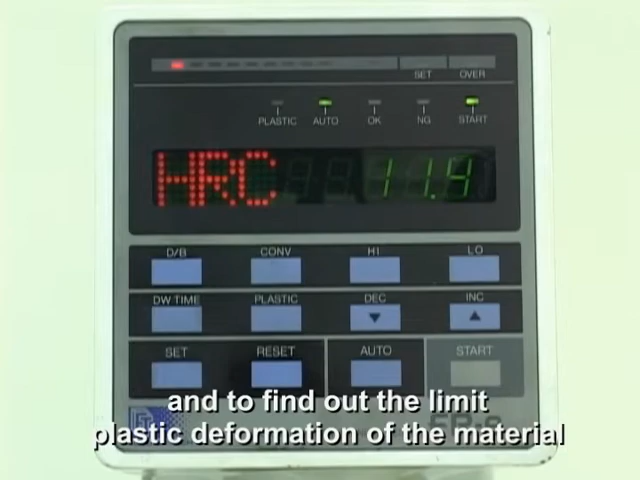 SET OVER
PLASTIC AUTO OK NG START
HRC 11.4
D/B CONV HI LO
DW TIME PLASTIC DEC INC
SET RESET AUTO START
and to find out the limit
plastic deformation of the material